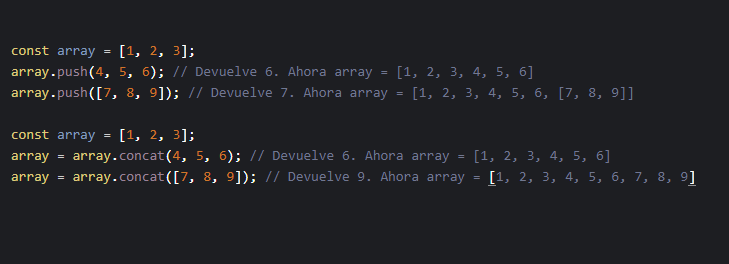 const array = [1, 2, 3];
array.push(4, 5, 6); // Devuelve 6. Ahora array = [1, 2, 3, 4, 5, 6]
array.push([7, 8, 9]); // Devuelve 7. Ahora array = [1, 2, 3, 4, 5, 6, [7, 8, 9]]
const array = [1, 2, 3];
array = array.concat(4, 5, 6); // Devuelve 6. Ahora array = [1, 2, 3, 4, 5, 6]
array = array.concat([7, 8, 9]); // Devuelve 9. Ahora array = [1, 2, 3, 4, 5, 6, 7, 8, 9]